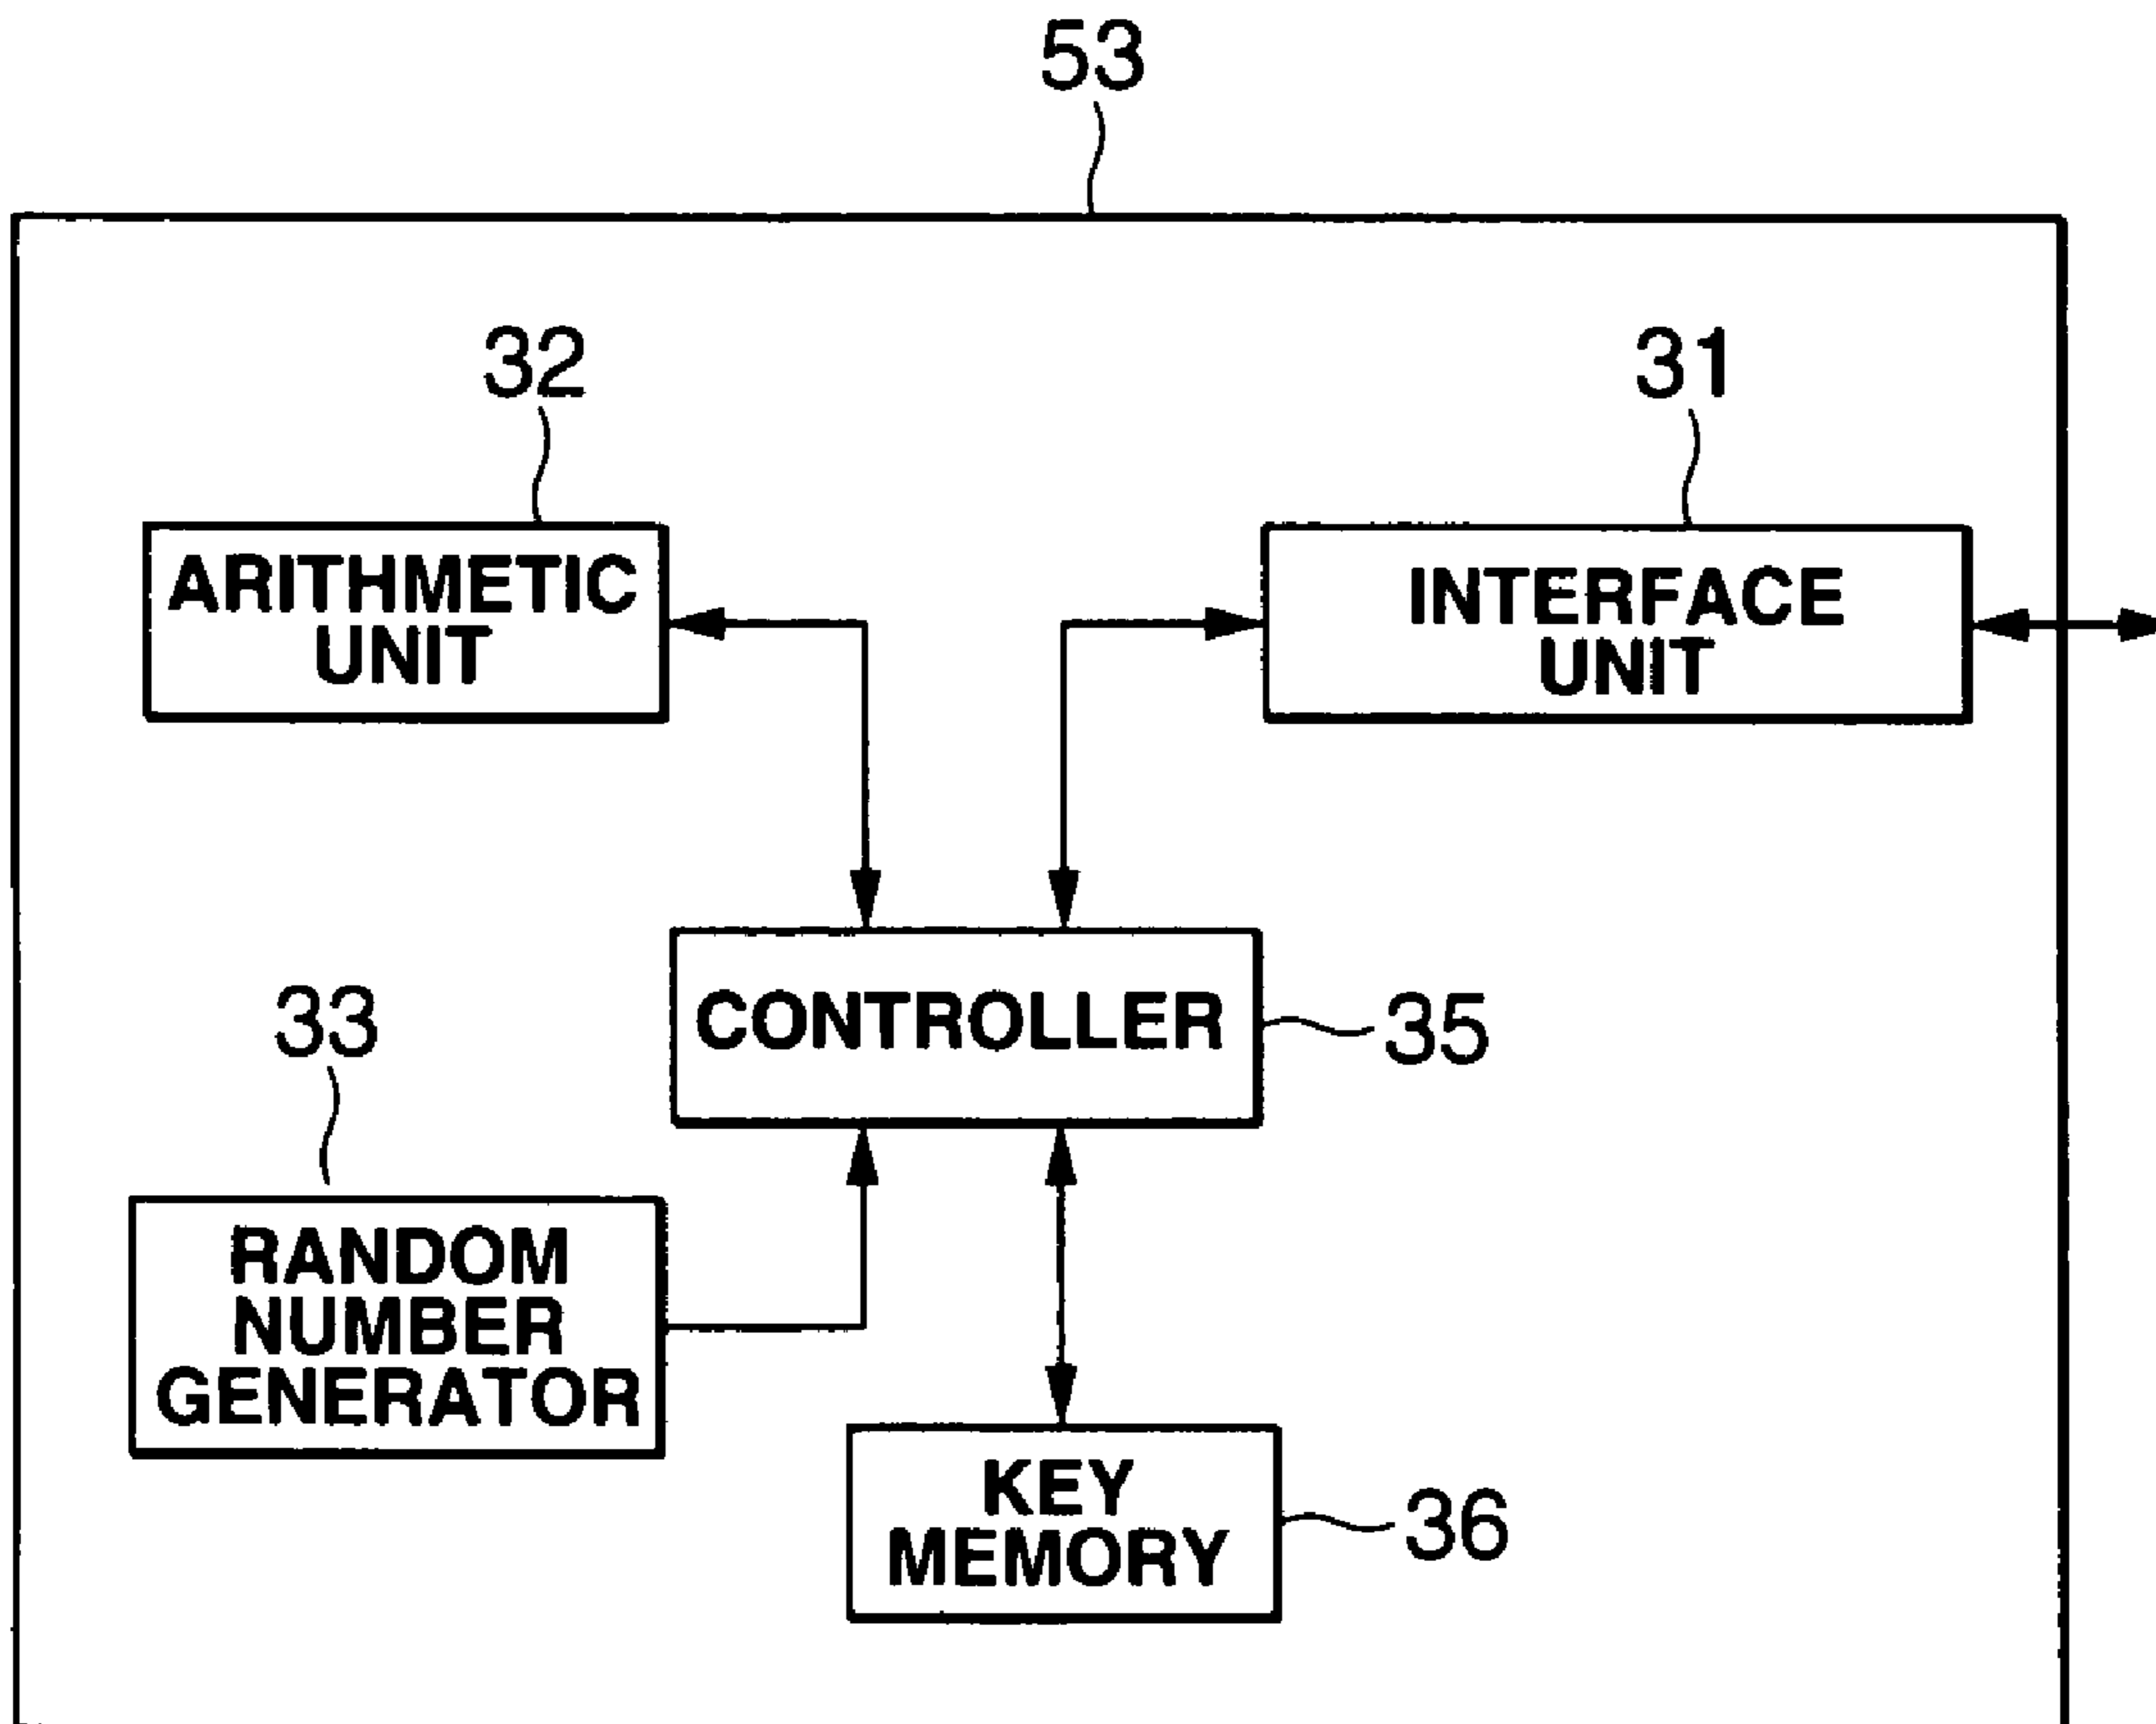 53
32
31
ARITHMETIC
UNIT
INTERFACE
UNIT
33
CONTROLLER
35
RANDOM
NUMBER
GENERATOR
KEY
MEMORY
36